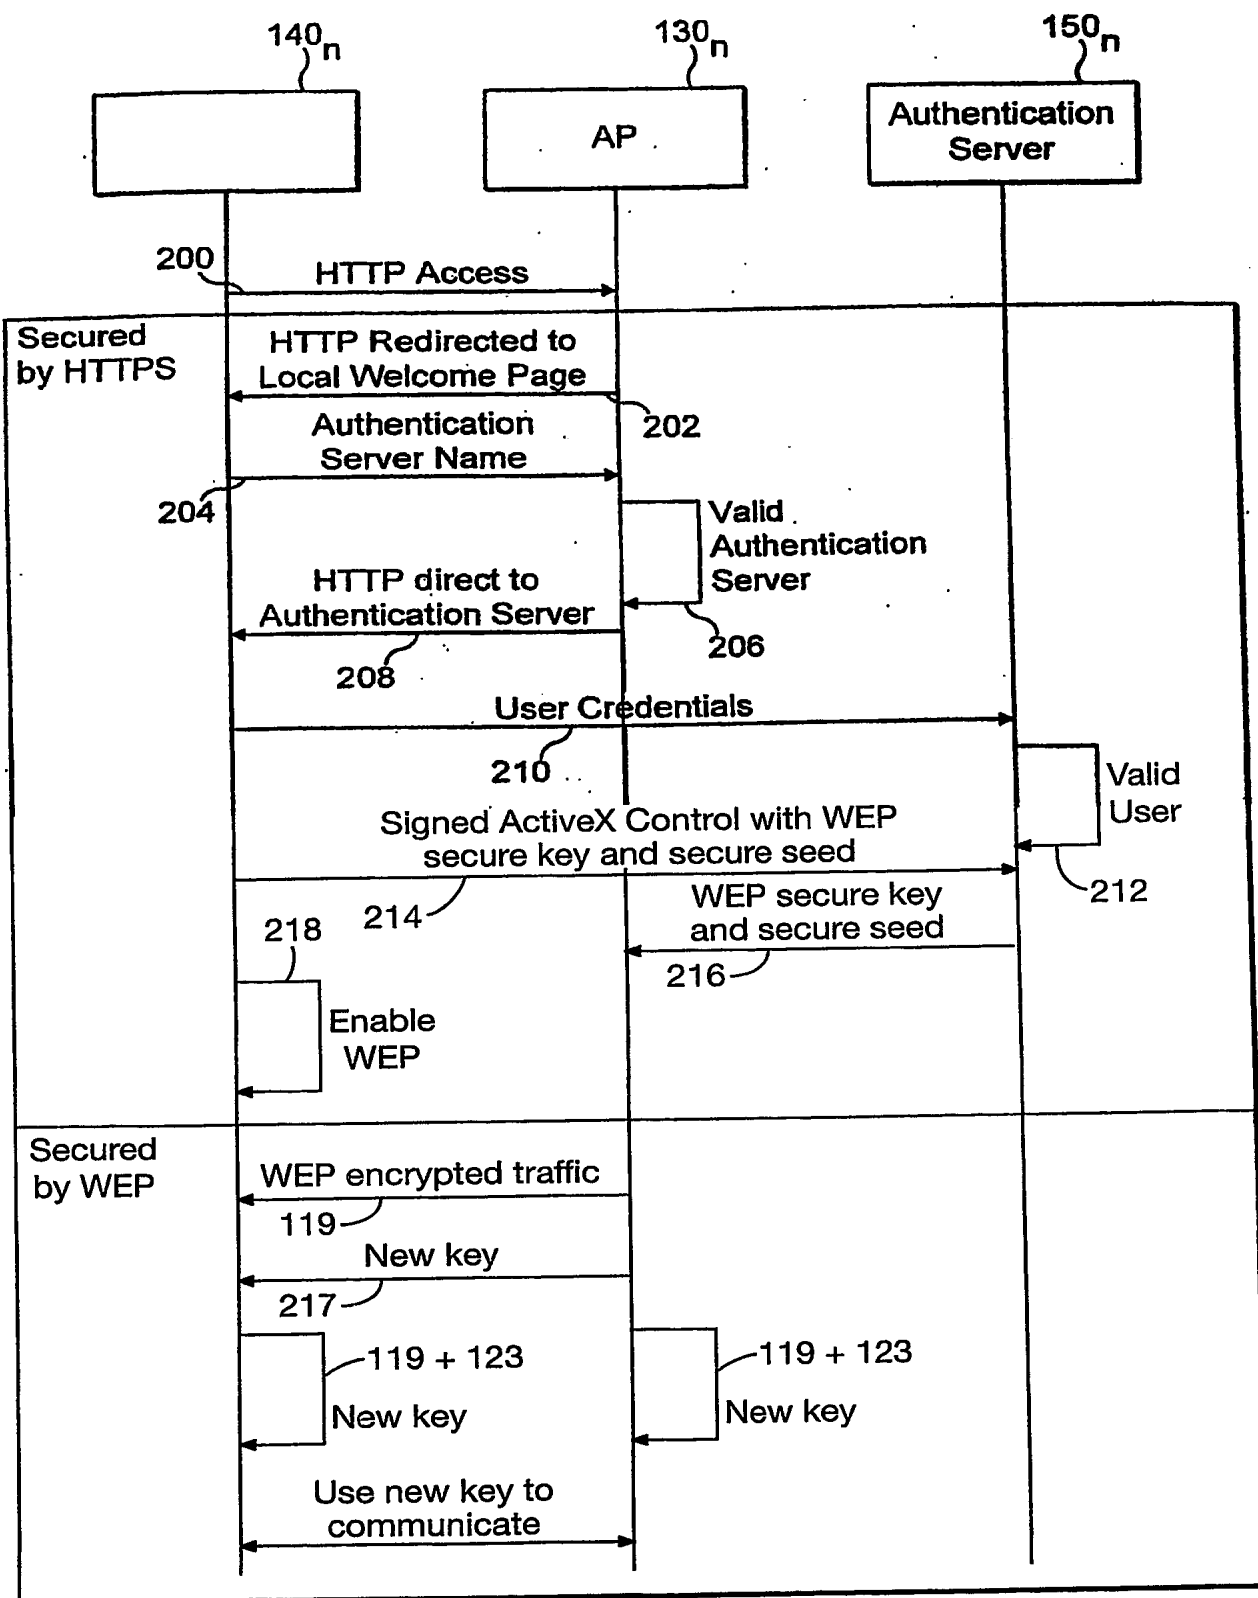 140n
130n
150n
AP
Authentication
Server
200
HTTP Access
Secured
by HTTPS
HTTP Redirected to
Local Welcome Page
202
Authentication
Server Name
204
Valid
Authentication
Server
206
HTTP direct to
Authentication Server
208
User Credentials
210
Valid
User
212
Signed ActiveX Control with WEP
secure key and secure seed
214
WEP secure key
and secure seed
216
218
Enable
WEP
Secured
by WEP
WEP encrypted traffic
119
New key
217
119 + 123
New key
119 + 123
New key
Use new key to
communicate